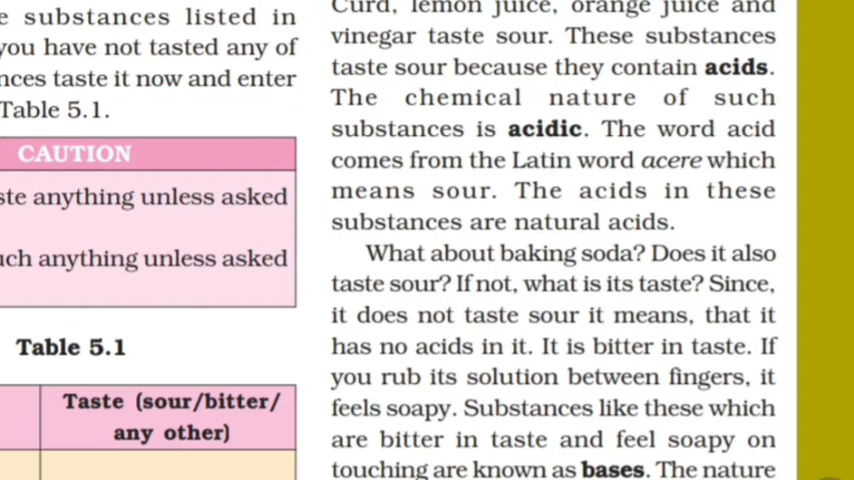 e substances listed in
you have not tasted any of
nces taste it now and enter
Table 5.1.
CAUTION
ste anything unless asked
uch anything unless asked
Table 5.1
Taste (sour/bitter/
any other)
Curd, lemon juice, orange juice and
vinegar taste sour. These substances
taste sour because they contain acids.
The chemical nature of such
substances is acidic. The word acid
comes from the Latin word acere which
means sour. The acids in these
substances are natural acids.
What about baking soda? Does it also
taste sour? If not, what is its taste? Since,
it does not taste sour it means, that it
has no acids in it. It is bitter in taste. If
you rub its solution between fingers, it
feels soapy. Substances like these which
are bitter in taste and feel soapy on
touching are known as bases. The nature